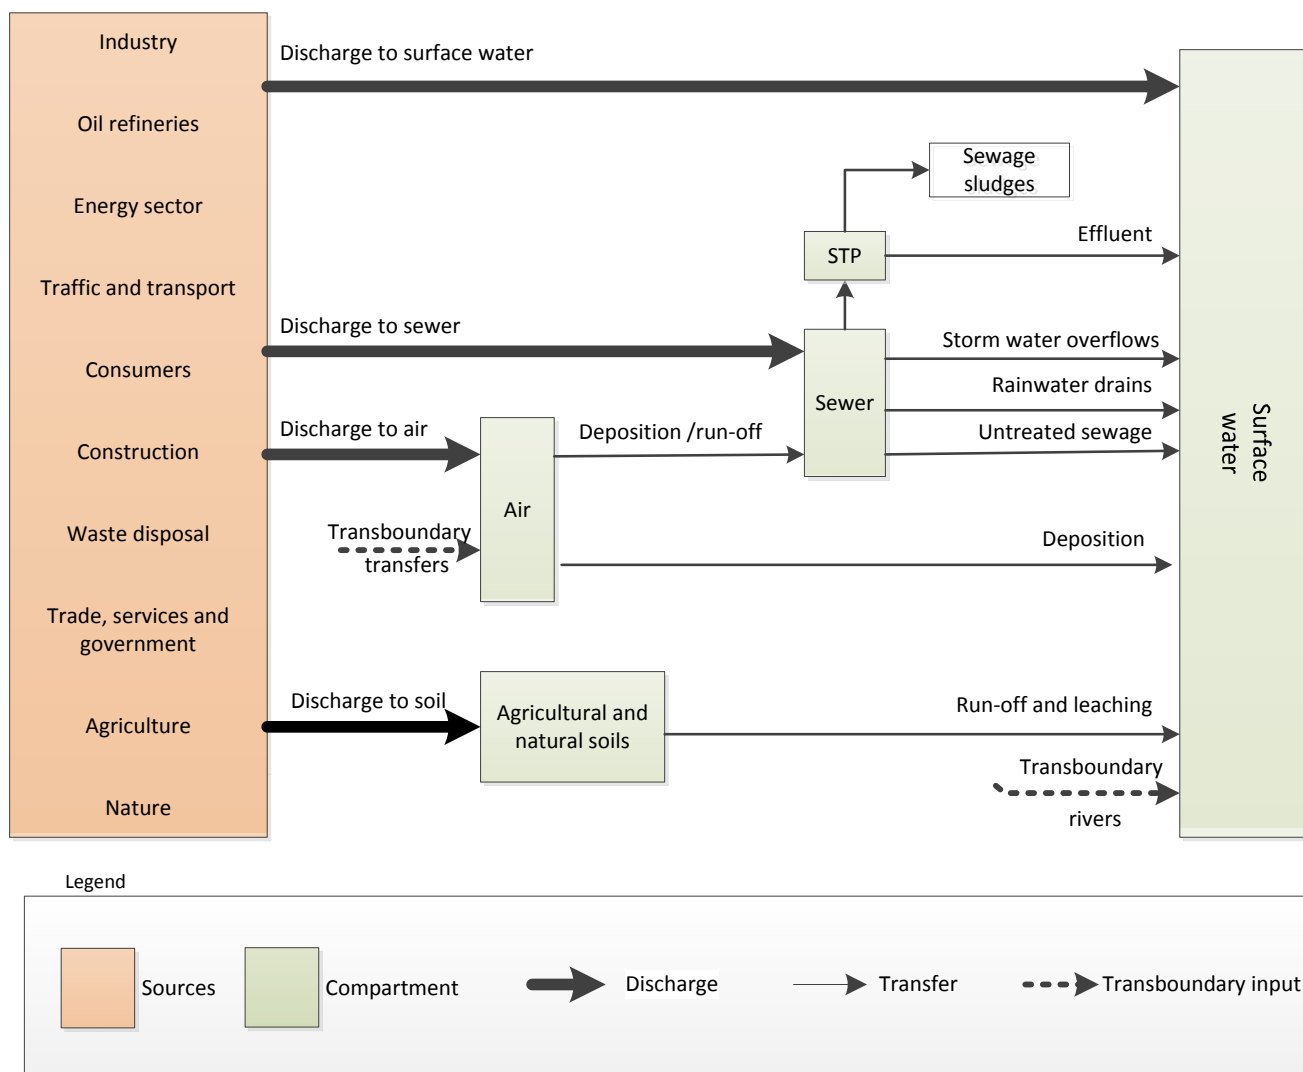 Industry
Oil refineries
Energy sector
Traffic and transport
Consumers
Construction
Waste disposal
Trade, services and
government
Agriculture
Nature
Discharge to surface water
Discharge to sewer
Discharge to air
Transboundary
transfers
Discharge to soil
Air
Agricultural and
natural soils
Deposition /run-off
Sewage
sludges
STP
Sewer
Effluent
Storm water overflows
Rainwater drains
Untreated sewage
Deposition
Run-off and leaching
Transboundary
rivers
Surface
water
Legend
Sources
Compartment
Discharge
Transfer
Transboundary input